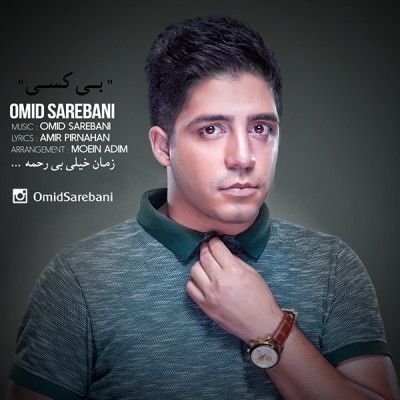 " بی کسی "
OMID SAREBANI
MUSIC : OMID SAREBANI
LYRICS : AMIR PIRNAHAN
ARRANGEMENT : MOEIN ADIM
زمان خیلی بی رحمه ...
OmidSarebani